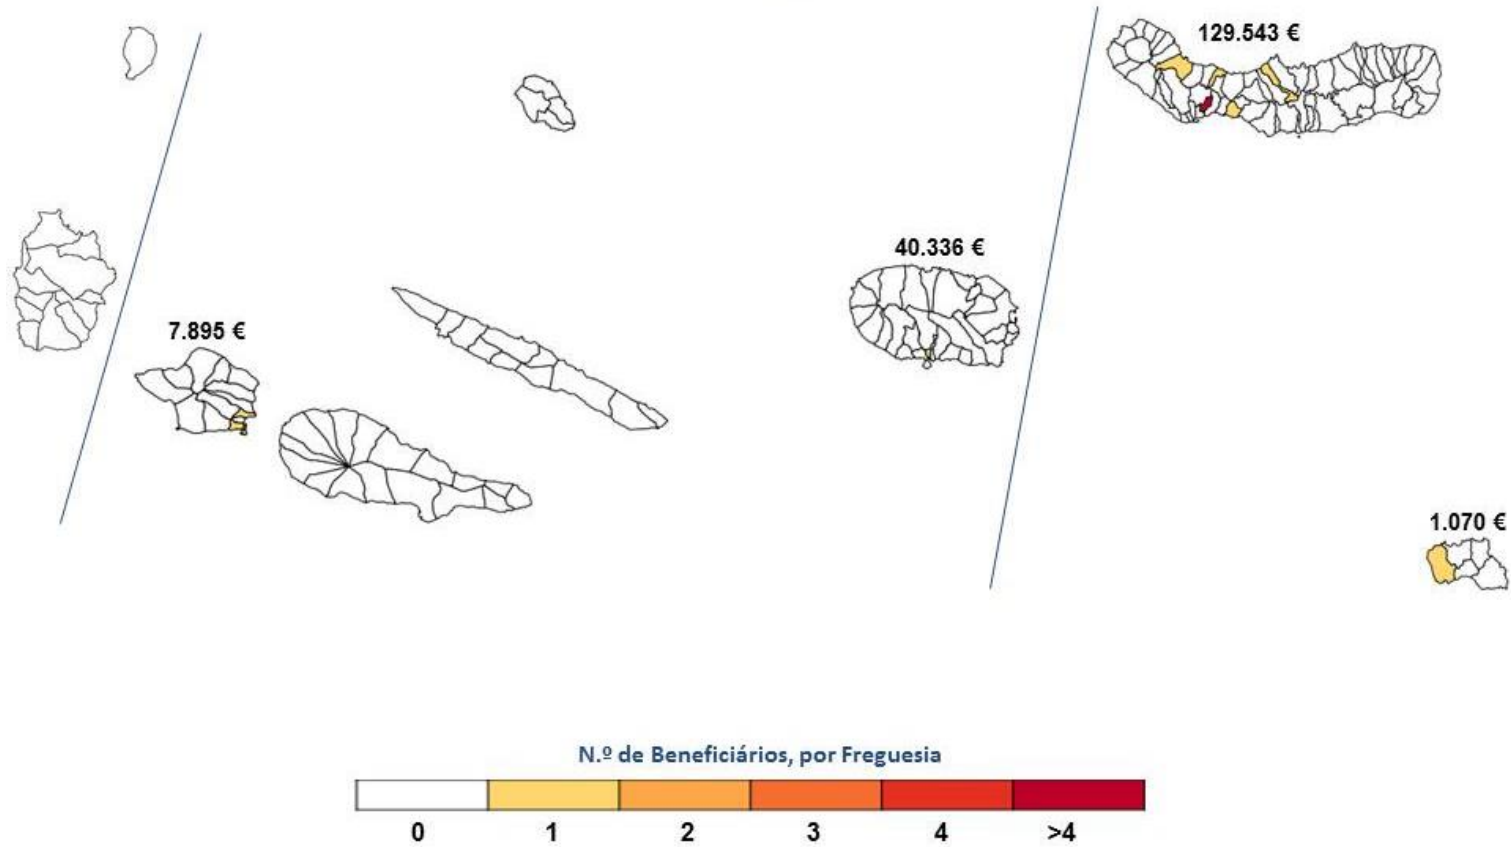 129.543 €
40.336 €
7.895 €
1.070 €
N.º de Beneficiários, por Freguesia
0 1 2 3 4 >4